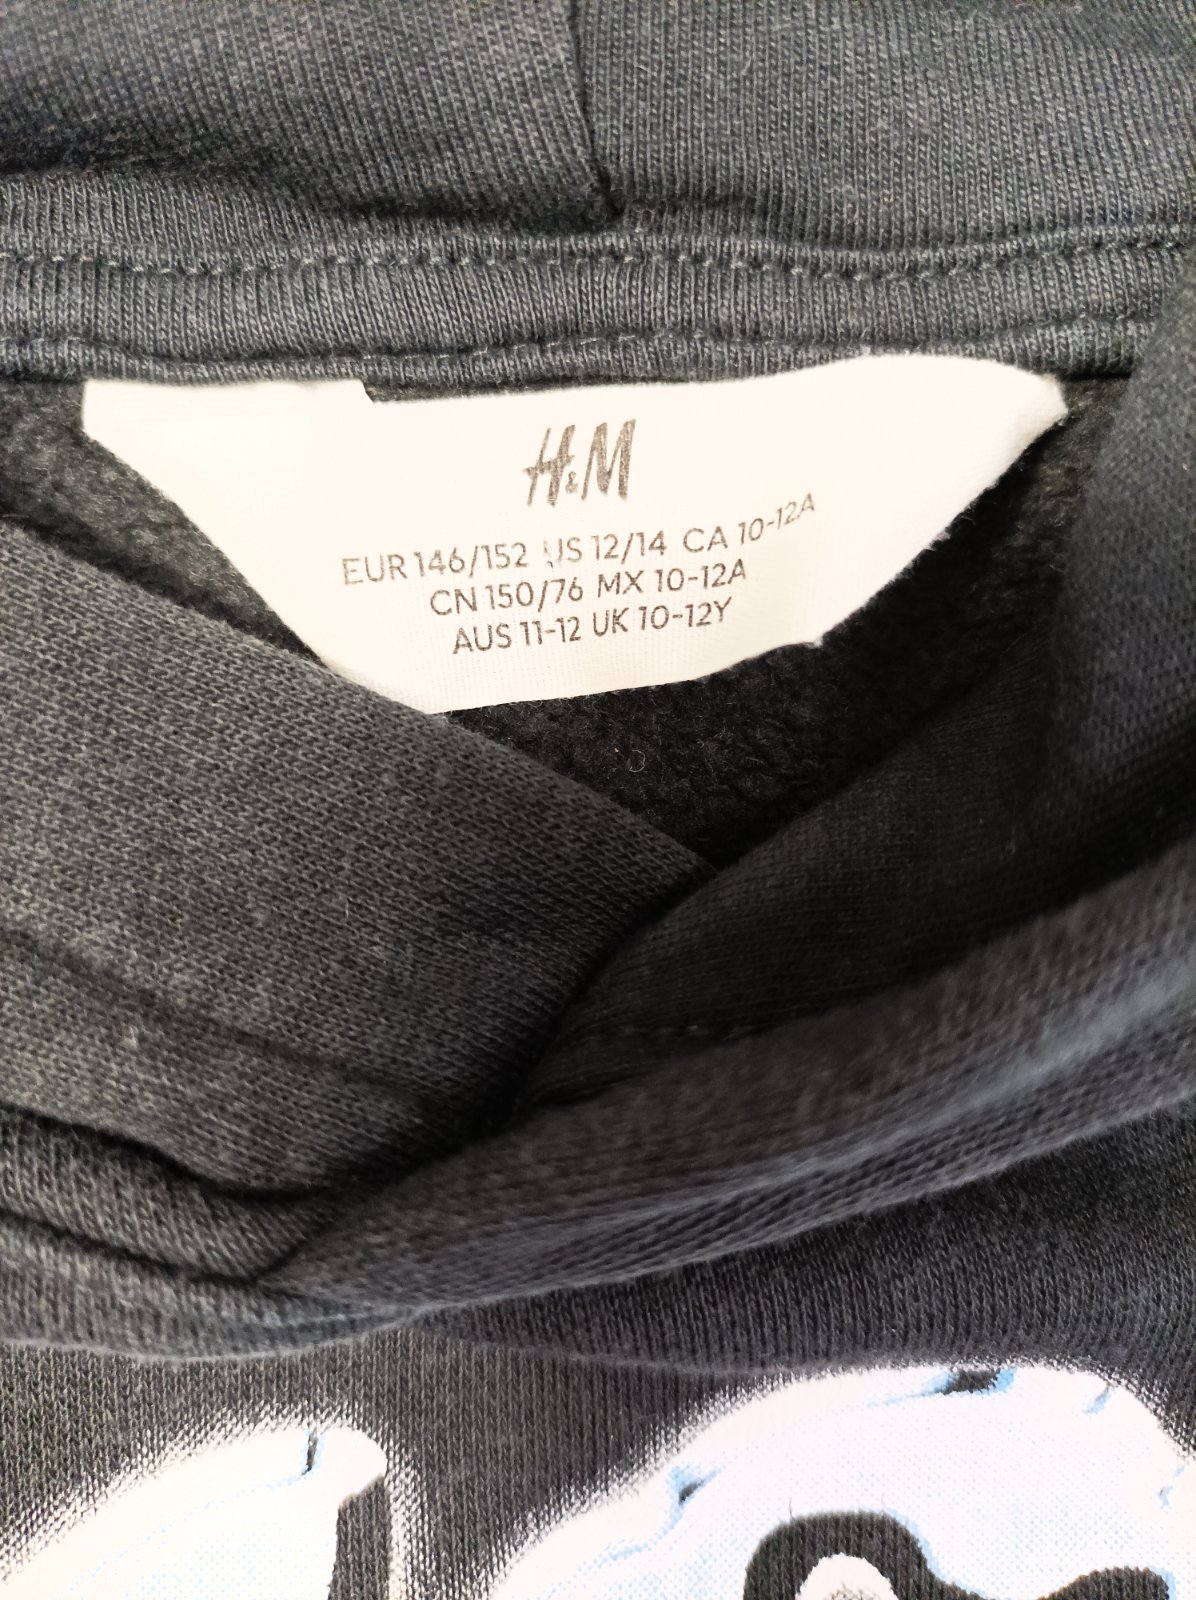 H&M
EUR 146/152 US 12/14 CA 10-12A
CN 150/76 MX 10-12A
AUS 11-12 UK 10-12Y